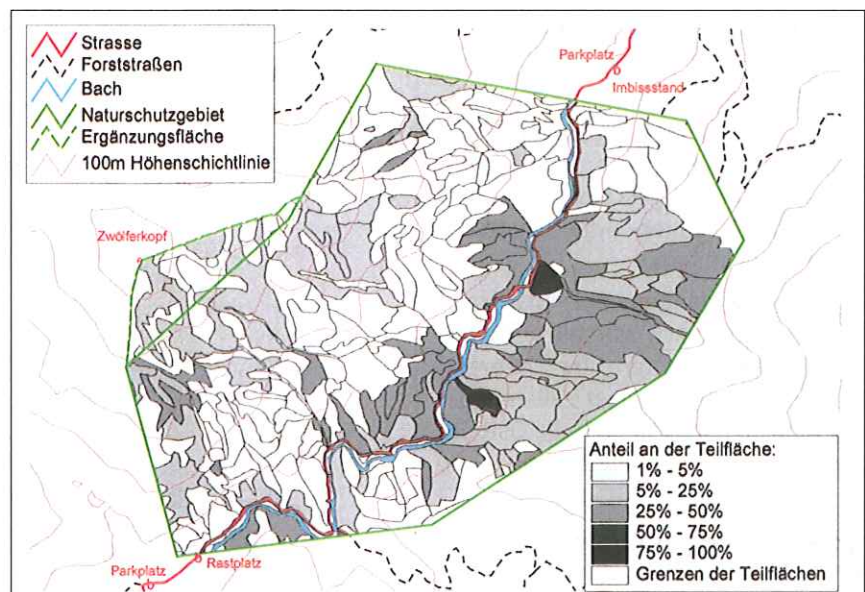 Strasse
Forststraßen
Bach
Naturschutzgebiet
Ergänzungsfläche
100m Höhenschichtlinie
Parkplatz
Imbissstand
Zwölferkopf
Parkplatz
Rastplatz
Anteil an der Teilfläche:
1% - 5%
5% - 25%
25% - 50%
50% - 75%
75% - 100%
Grenzen der Teilflächen